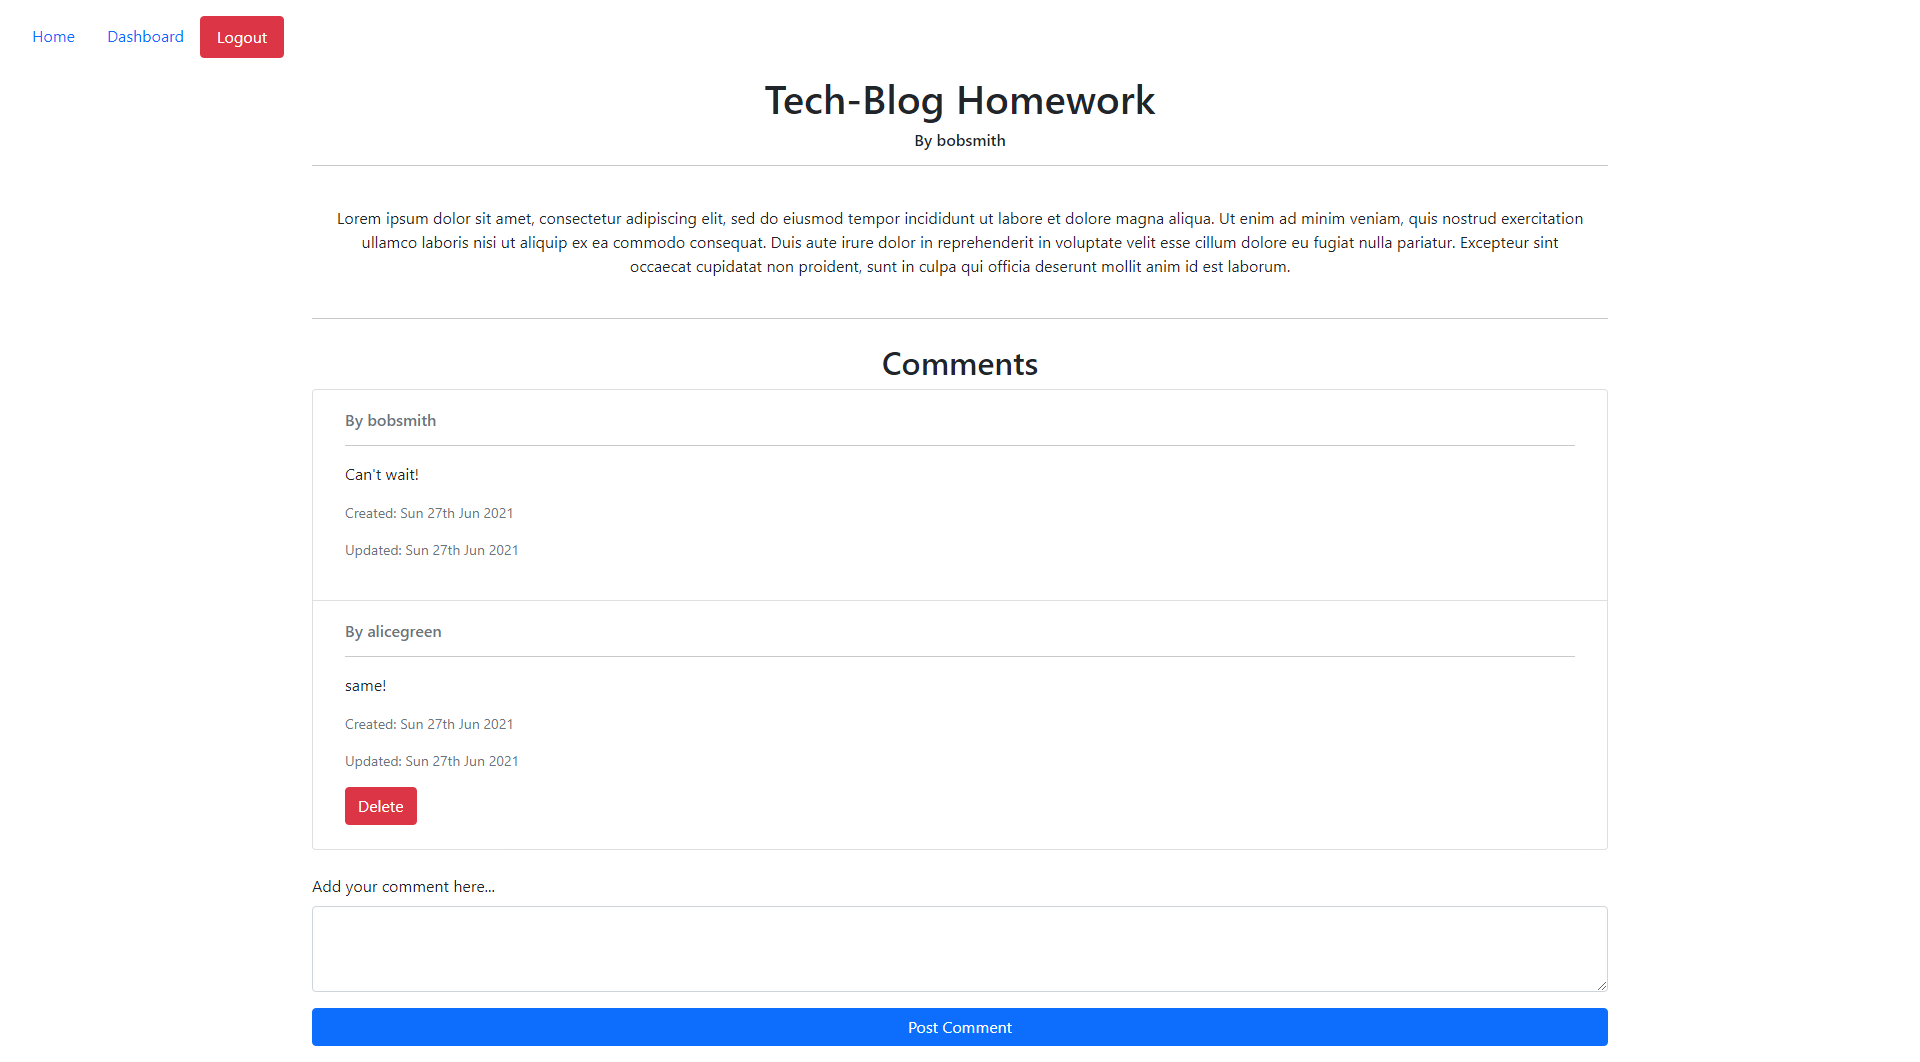 Home Dashboard Logout
Tech-Blog Homework
By bobsmith
Lorem ipsum dolor sit amet, consectetur adipiscing elit, sed do eiusmod tempor incididunt ut labore et dolore magna aliqua. Ut enim ad minim veniam, quis nostrud exercitation
ullamco laboris nisi ut aliquip ex ea commodo consequat. Duis aute irure dolor in reprehenderit in voluptate velit esse cillum dolore eu fugiat nulla pariatur. Excepteur sint
occaecat cupidatat non proident, sunt in culpa qui officia deserunt mollit anim id est laborum.
Comments
By bobsmith
Can't wait!
Created: Sun 27th Jun 2021
Updated: Sun 27th Jun 2021
By alicegreen
same!
Created: Sun 27th Jun 2021
Updated: Sun 27th Jun 2021
Delete
Add your comment here...
Post Comment